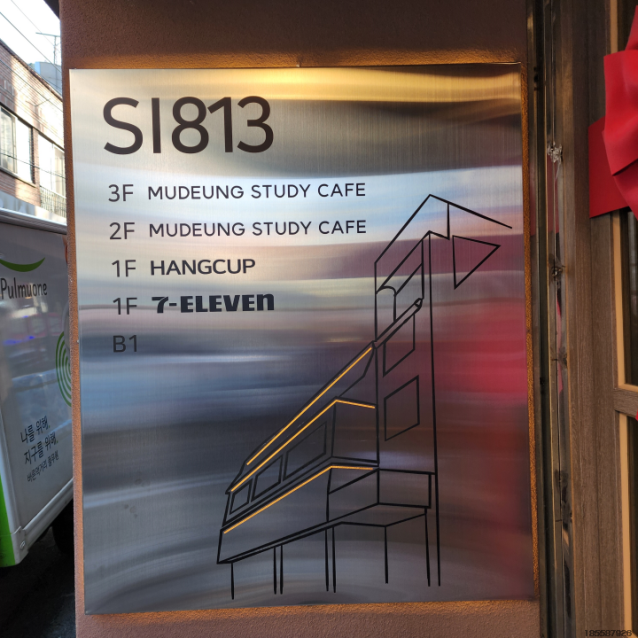 SI813
3F MUDEUNG STUDY CAFE
2F MUDEUNG STUDY CAFE
1F HANGCUP
1F 7-ELEVEn
B1
Pulmuone
나를 위해,
지구를 위해,